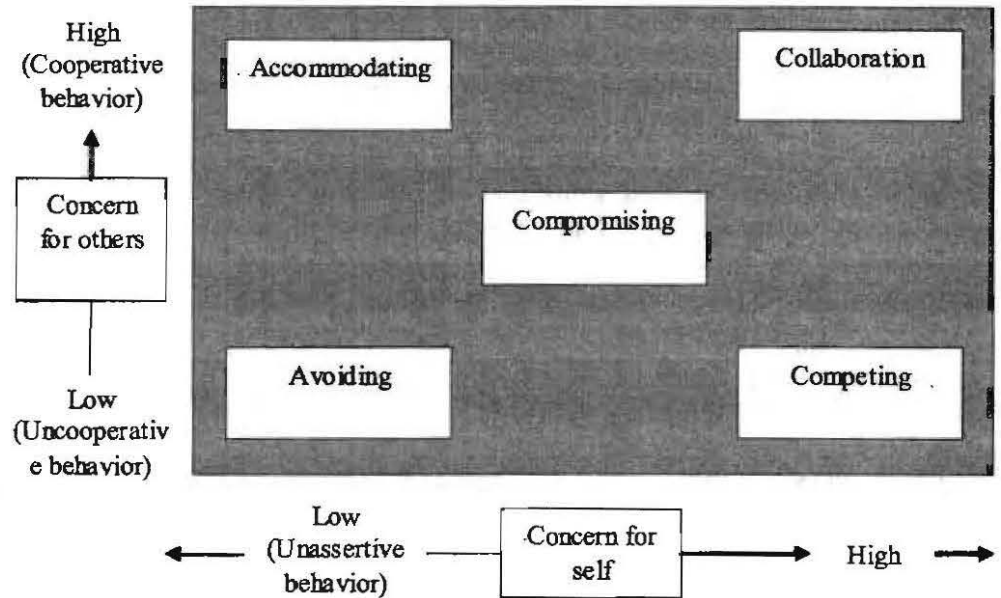 High
(Cooperative
behavior)
Accommodating
Collaboration
Concern
for others
Compromising
Avoiding
Competing
Low
(Uncooperativ
e behavior)
Low
(Unassertive
behavior)
Concern for
self
High